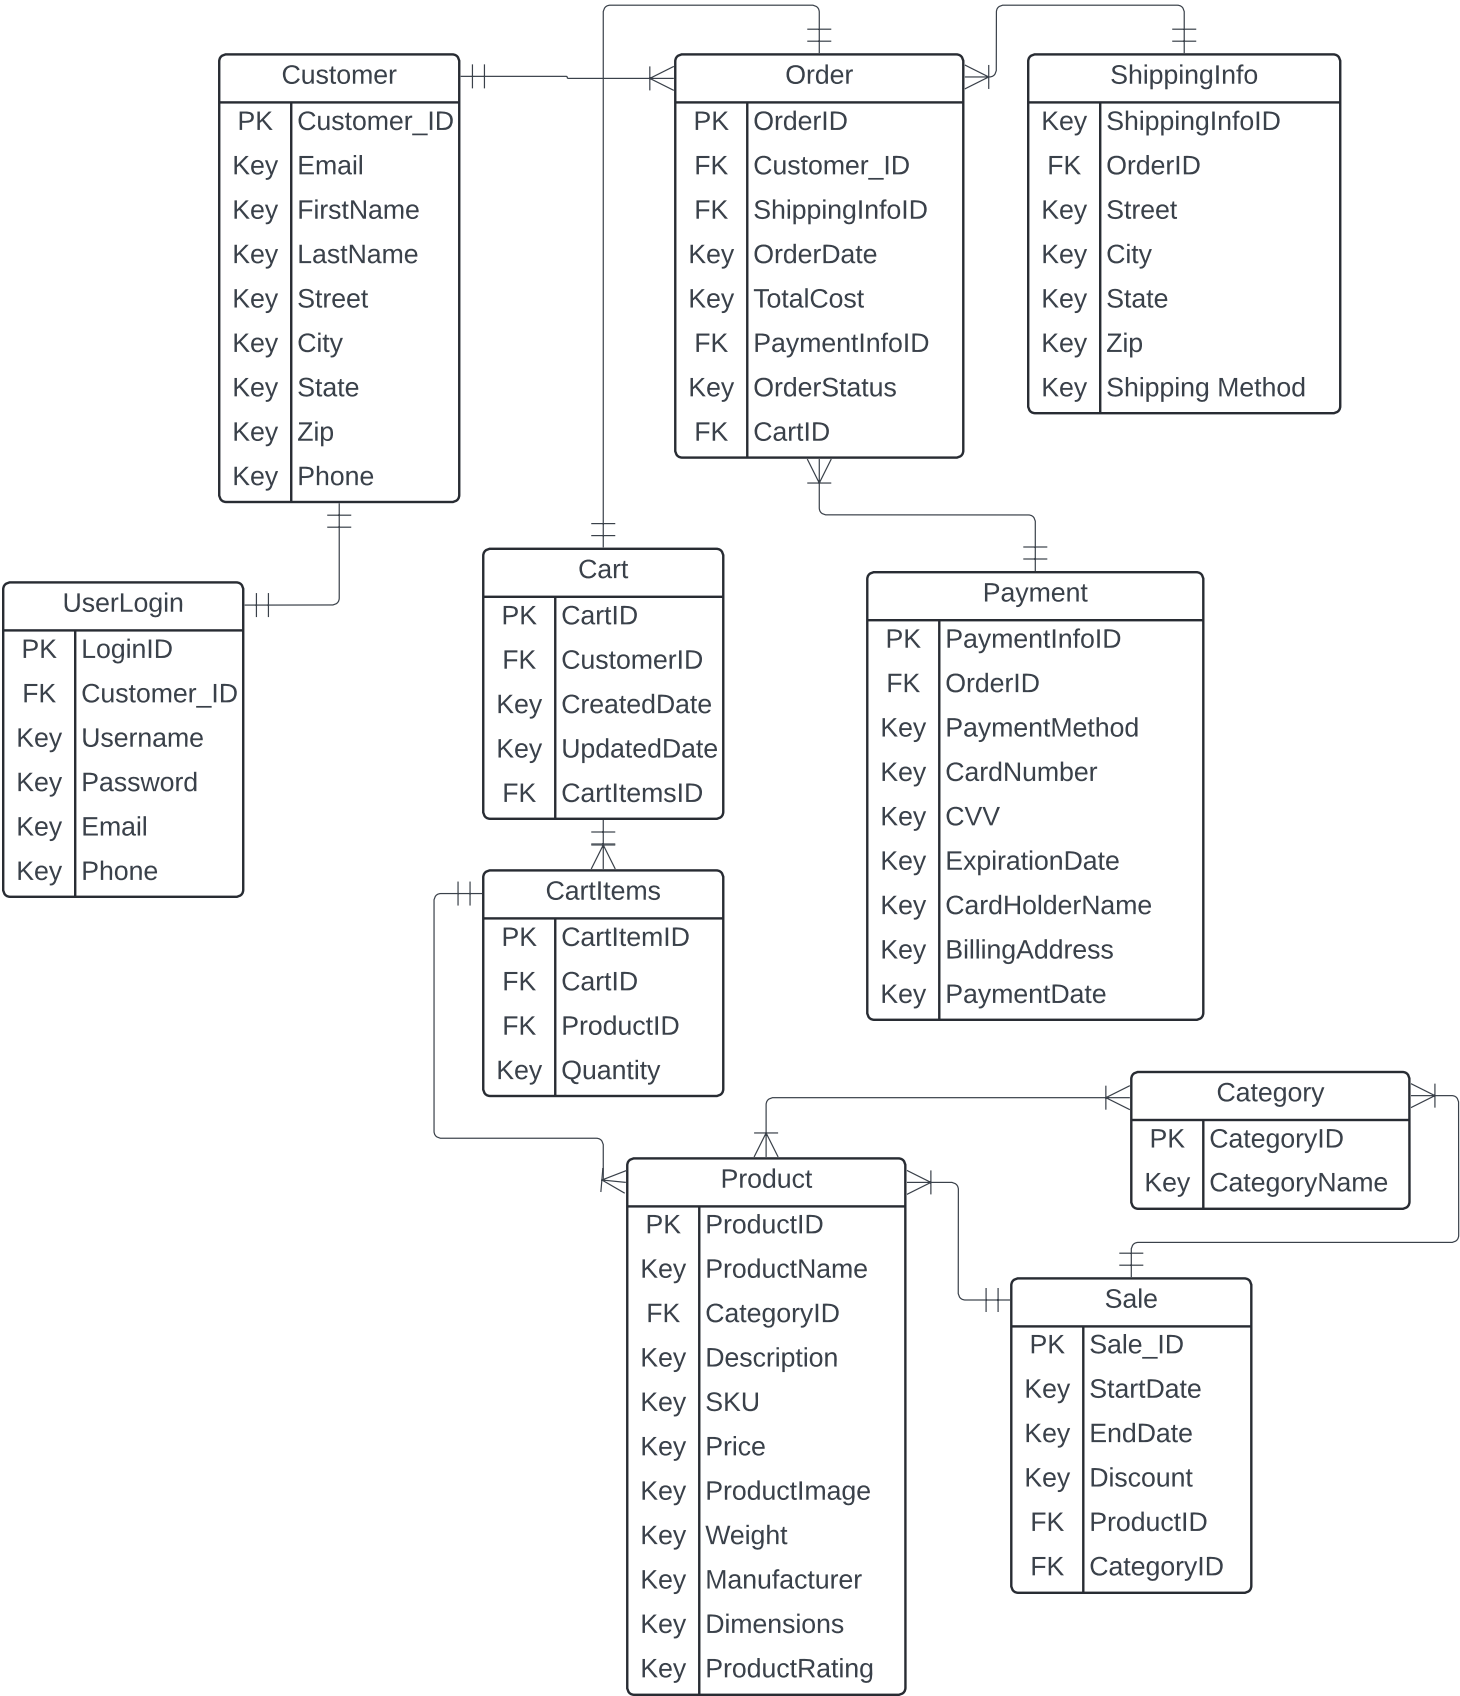 Customer
PK Customer_ID
Key Email
Key FirstName
Key LastName
Key Street
Key City
Key State
Key Zip
Key Phone
Order
PK OrderID
FK Customer_ID
FK ShippingInfoID
Key OrderDate
Key TotalCost
FK PaymentInfoID
Key OrderStatus
FK CartID
ShippingInfo
Key ShippingInfoID
FK OrderID
Key Street
Key City
Key State
Key Zip
Key Shipping Method
UserLogin
PK LoginID
FK Customer_ID
Key Username
Key Password
Key Email
Key Phone
Cart
PK CartID
FK CustomerID
Key CreatedDate
Key UpdatedDate
FK CartItemsID
Payment
PK PaymentInfoID
FK OrderID
Key PaymentMethod
Key CardNumber
Key CVV
Key ExpirationDate
Key CardHolderName
Key BillingAddress
Key PaymentDate
CartItems
PK CartItemID
FK CartID
FK ProductID
Key Quantity
Category
PK CategoryID
Key CategoryName
Product
PK ProductID
Key ProductName
FK CategoryID
Key Description
Key SKU
Key Price
Key ProductImage
Key Weight
Key Manufacturer
Key Dimensions
Key ProductRating
Sale
PK Sale_ID
Key StartDate
Key EndDate
Key Discount
FK ProductID
FK CategoryID